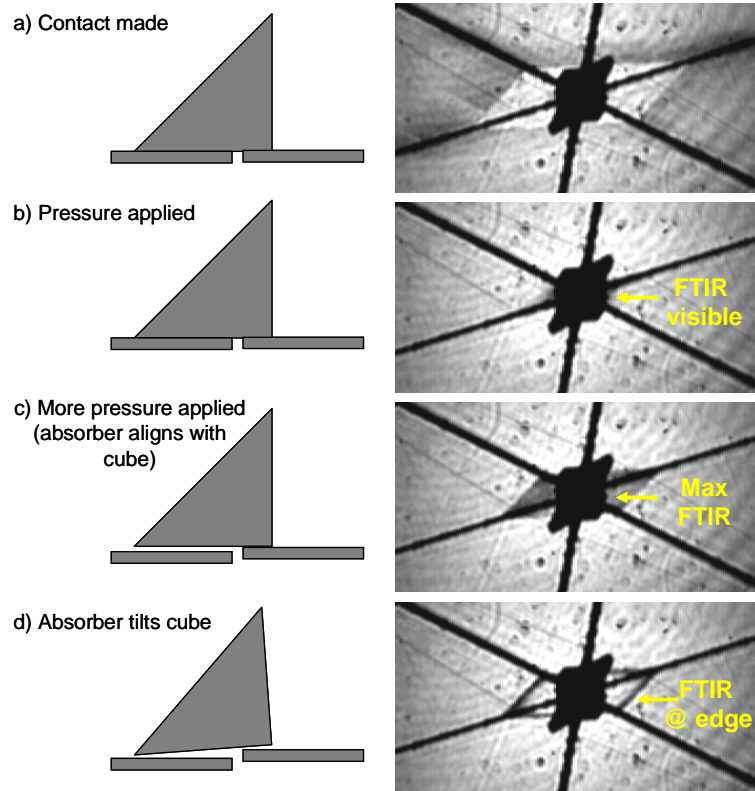 a) Contact made
b) Pressure applied
FTIR
visible
c) More pressure applied
(absorber aligns with
cube)
Max
FTIR
d) Absorber tilts cube
FTIR
@ edge